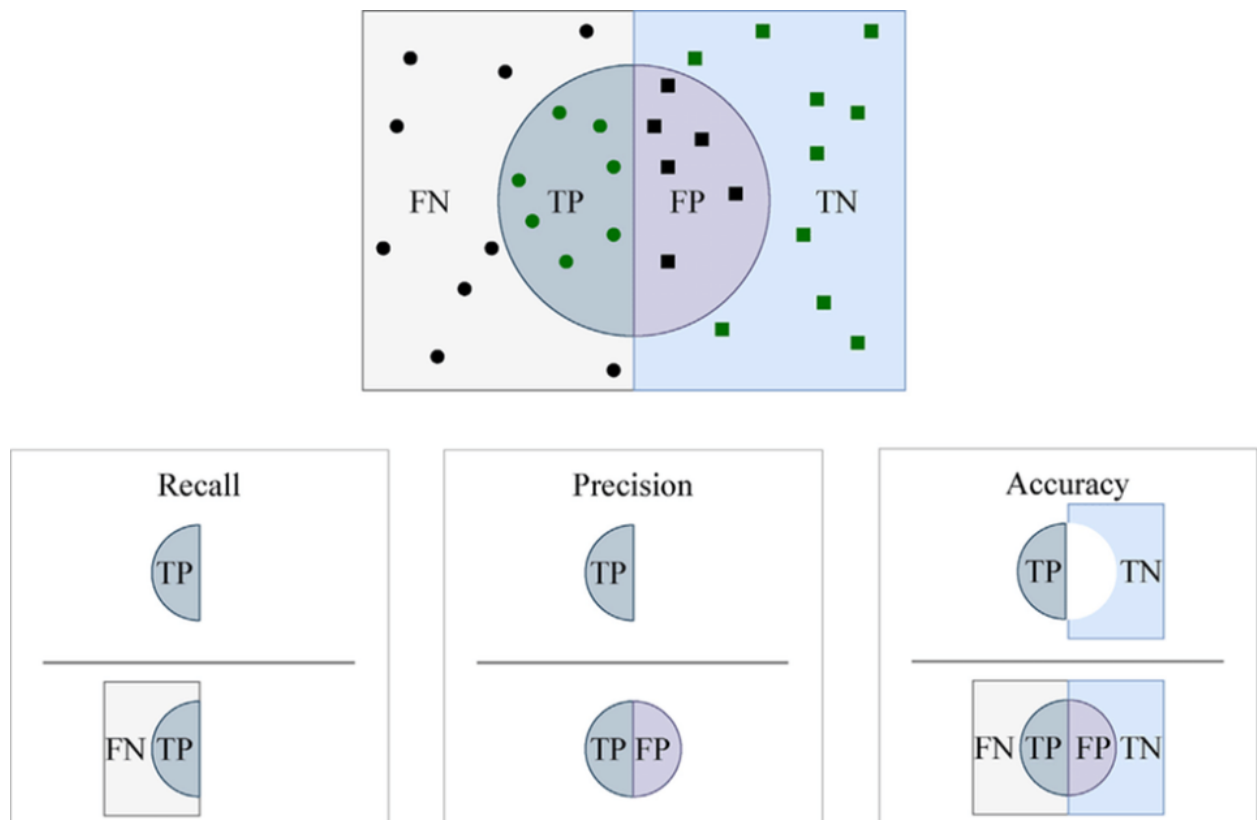 FN TP FP TN
Recall
TP
FN TP
Precision
TP
TP FP
Accuracy
TP TN
FN TP FP TN